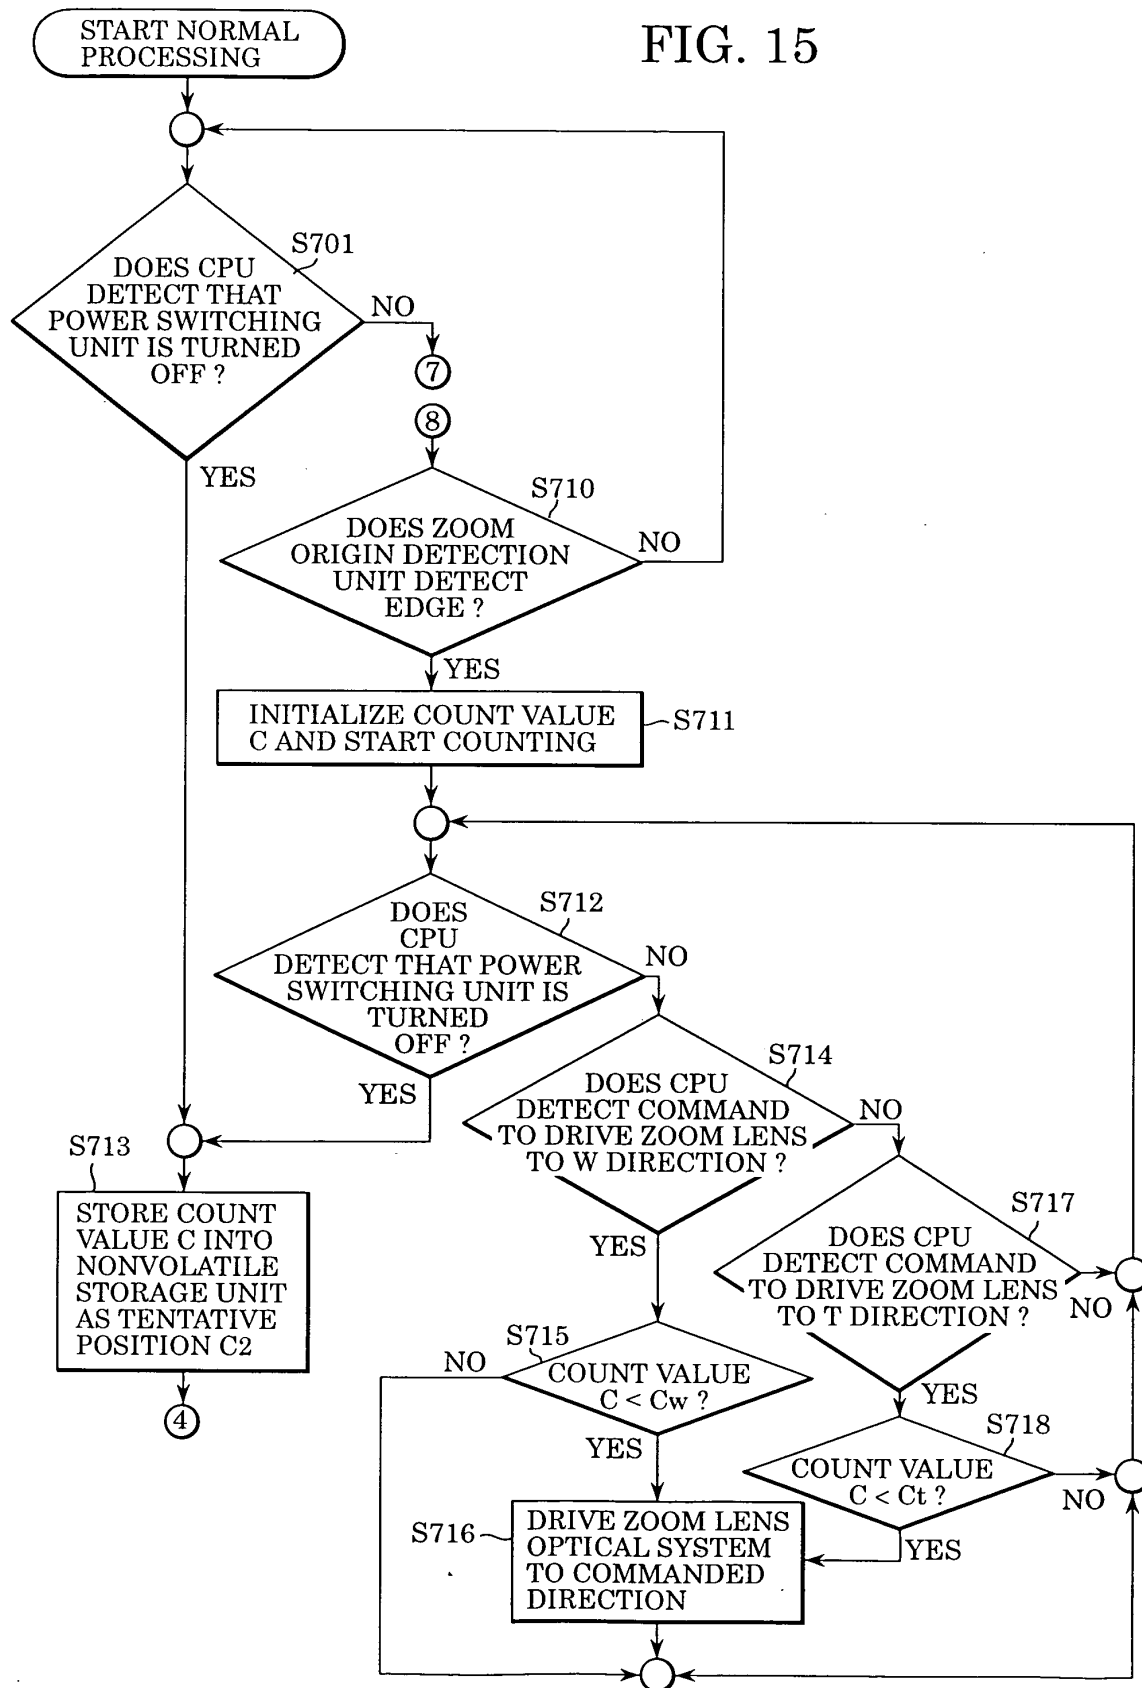 START NORMAL
PROCESSING
FIG. 15
S701
DOES CPU
DETECT THAT
POWER SWITCHING
UNIT IS TURNED
OFF ?
NO
7
8
YES
S710
DOES ZOOM
ORIGIN DETECTION
UNIT DETECT
EDGE ?
NO
YES
INITIALIZE COUNT VALUE
C AND START COUNTING
S711
S712
DOES
CPU
DETECT THAT POWER
SWITCHING UNIT IS
TURNED
OFF ?
NO
YES
S714
DOES CPU
DETECT COMMAND
TO DRIVE ZOOM LENS
TO W DIRECTION ?
NO
YES
S713
STORE COUNT
VALUE C INTO
NONVOLATILE
STORAGE UNIT
AS TENTATIVE
POSITION C2
4
S717
DOES CPU
DETECT COMMAND
TO DRIVE ZOOM LENS
TO T DIRECTION ?
NO
YES
S715
COUNT VALUE
C < Cw ?
NO
YES
S718
COUNT VALUE
C < Ct ?
NO
YES
S716
DRIVE ZOOM LENS
OPTICAL SYSTEM
TO COMMANDED
DIRECTION